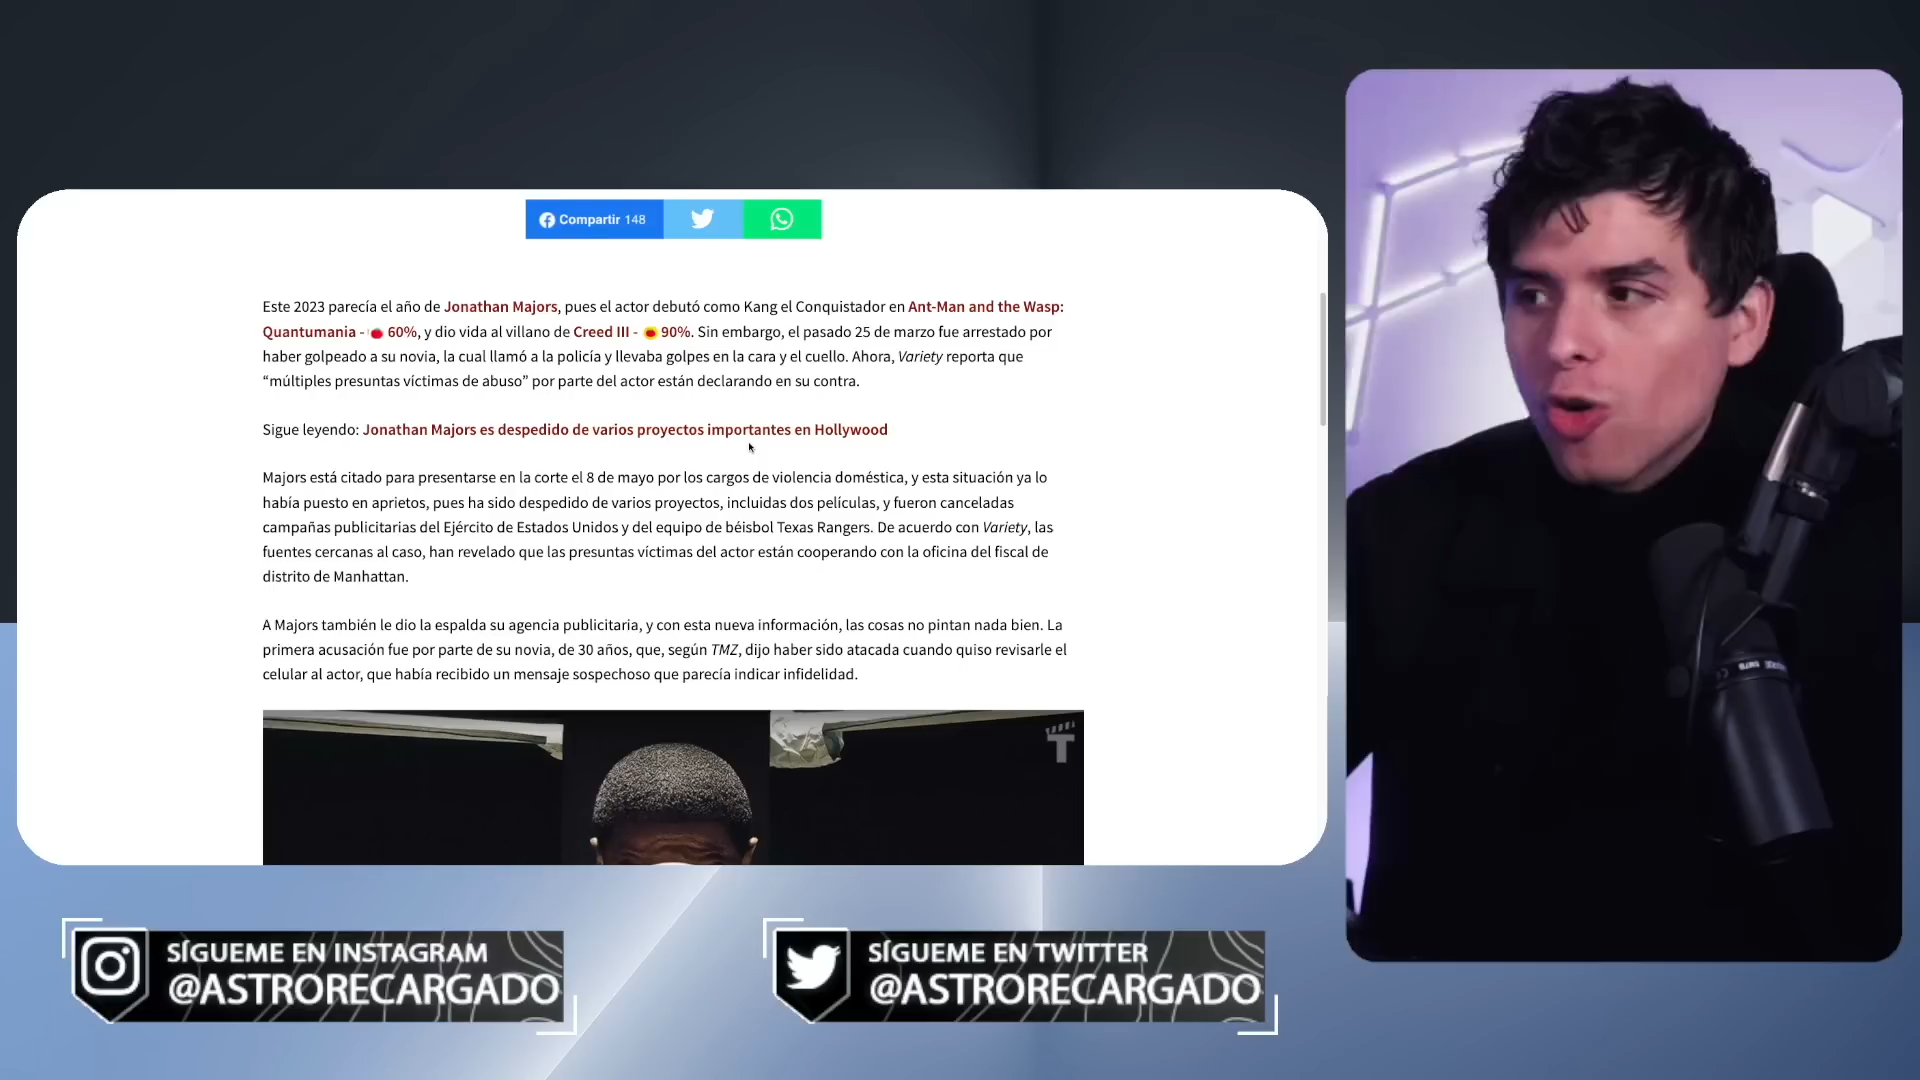 Compartir 148
Este 2023 parecía el año de Jonathan Majors, pues el actor debutó como Kang el Conquistador en Ant-Man and the Wasp:
Quantumania - 60%, y dio vida al villano de Creed III - 90%. Sin embargo, el pasado 25 de marzo fue arrestado por
haber golpeado a su novia, la cual llamó a la policía y llevaba golpes en la cara y el cuello. Ahora, Variety reporta que
“múltiples presuntas víctimas de abuso” por parte del actor están declarando en su contra.
Sigue leyendo: Jonathan Majors es despedido de varios proyectos importantes en Hollywood
Majors está citado para presentarse en la corte el 8 de mayo por los cargos de violencia doméstica, y esta situación ya lo
había puesto en aprietos, pues ha sido despedido de varios proyectos, incluidas dos películas, y fueron canceladas
campañas publicitarias del Ejército de Estados Unidos y del equipo de béisbol Texas Rangers. De acuerdo con Variety, las
fuentes cercanas al caso, han revelado que las presuntas víctimas del actor están cooperando con la oficina del fiscal de
distrito de Manhattan.
A Majors también le dio la espalda su agencia publicitaria, y con esta nueva información, las cosas no pintan nada bien. La
primera acusación fue por parte de su novia, de 30 años, que, según TMZ, dijo haber sido atacada cuando quiso revisarle el
celular al actor, que había recibido un mensaje sospechoso que parecía indicar infidelidad.
SÍGUEME EN INSTAGRAM
@ASTRORECARGADO
SÍGUEME EN TWITTER
@ASTRORECARGADO